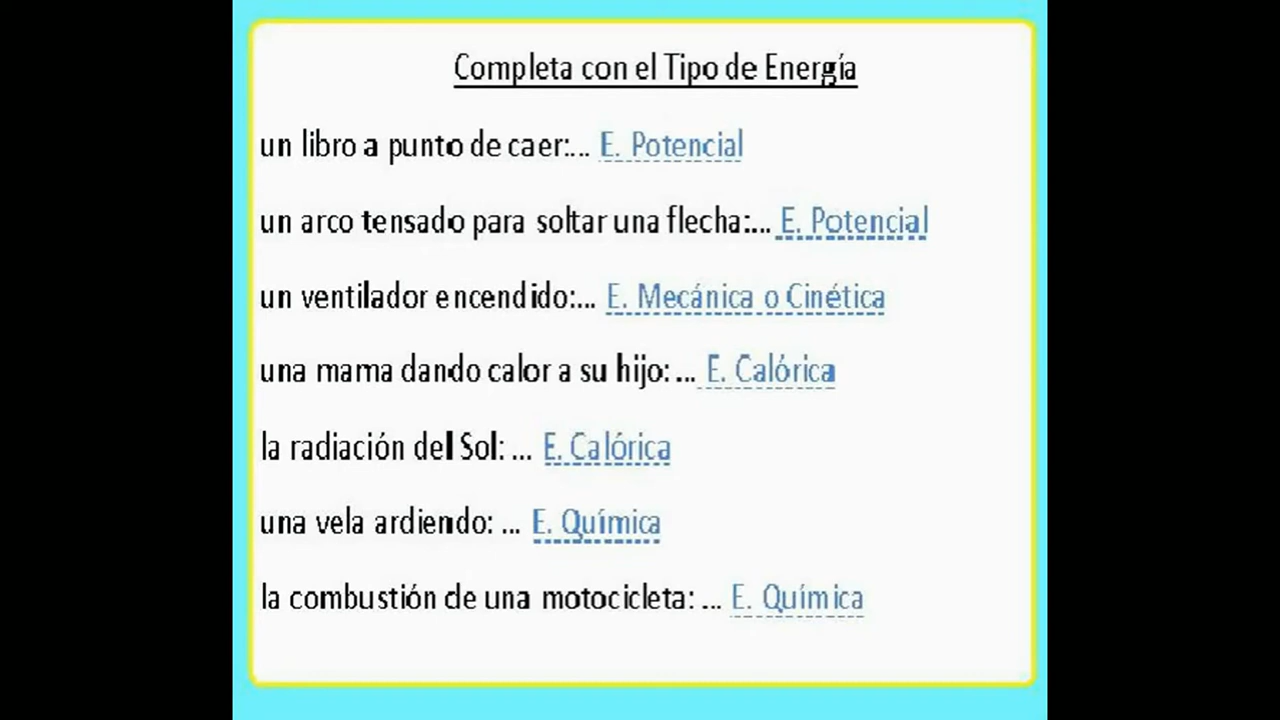 Completa con el Tipo de Energía
un libro a punto de caer:... E. Potencial
un arco tensado para soltar una flecha:... E. Potencial
un ventilador encendido:... E. Mecánica o Cinética
una mama dando calor a su hijo: ... E. Calórica
la radiación del Sol: ... E. Calórica
una vela ardiendo: ... E. Química
la combustión de una motocicleta: ... E. Química